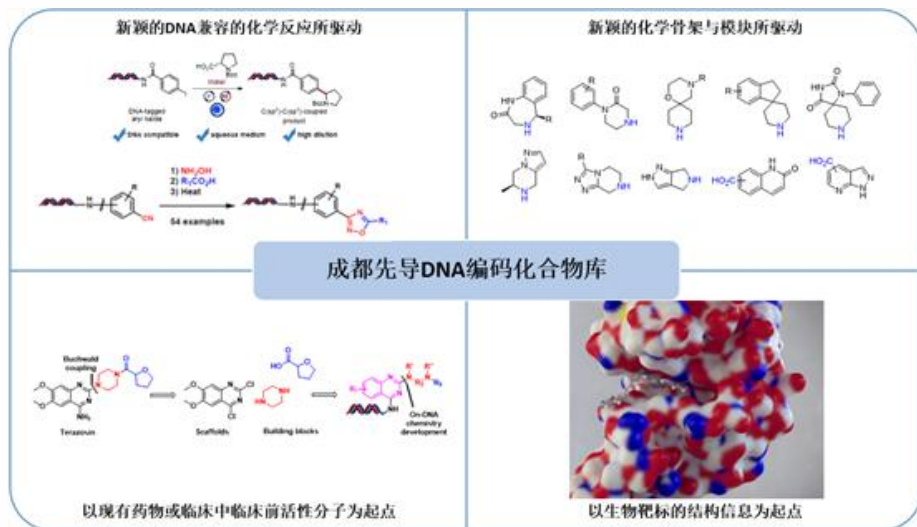 新颖的DNA兼容的化学反应所驱动
DNA-tagged
aryl halide
C(sp²)-C(sp³)-coupled
product
DNA compatible
aqueous medium
high dilution
1) NH₂OH
2) R₁CO₂H
3) Heat
54 examples
新颖的化学骨架与模块所驱动
成都先导DNA编码化合物库
Buchwald
coupling
Terazosin
Scaffolds
Building blocks
On-DNA
chemistry
development
以现有药物或临床中临床前活性分子为起点
以生物靶标的结构信息为起点